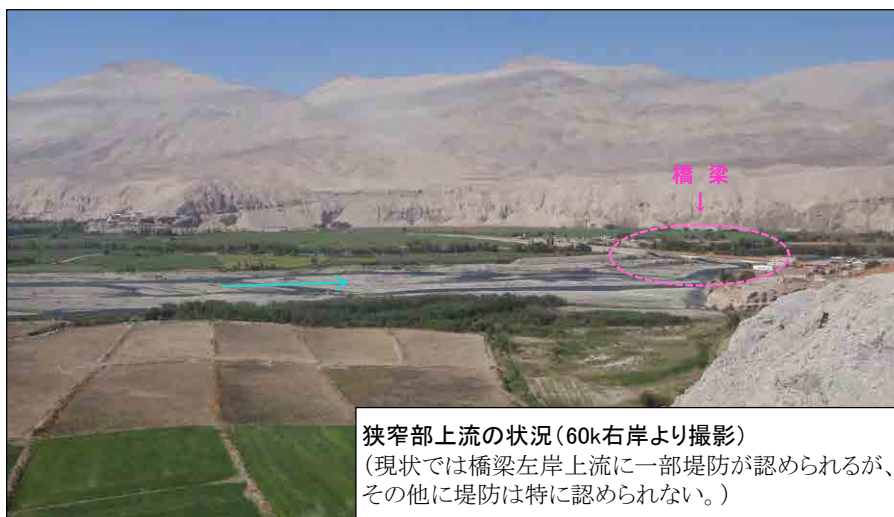 橋 梁
狭窄部上流の状況(60k右岸より撮影)
(現状では橋梁左岸上流に一部堤防が認められるが、
その他に堤防は特に認められない。)